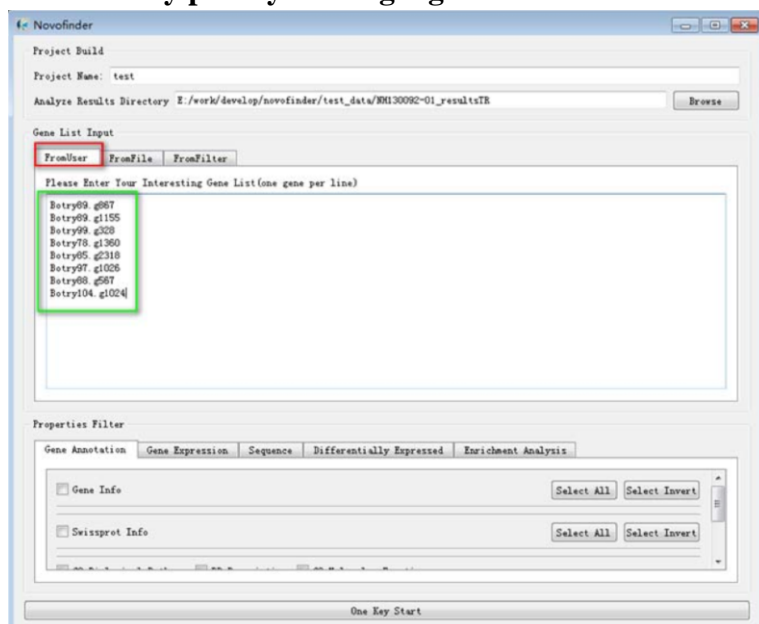 Novofinder
Project Build
Project Name: test
Analyze Results Directory E:/work/develop/novofinder/test_data/NM130092-01_resultsTR Browse
Gene List Input
FromUser FromFile FromFilter
Please Enter Your Interesting Gene List(one gene per line)
Botry89.g867
Botry89.g1155
Botry99.g328
Botry78.g1360
Botry85.g2318
Botry97.g1026
Botry88.g567
Botry104.g1024
Properties Filter
Gene Annotation Gene Expression Sequence Differentially Expressed Enrichment Analysis
Gene Info Select All Select Invert
Swissprot Info Select All Select Invert
One Key Start